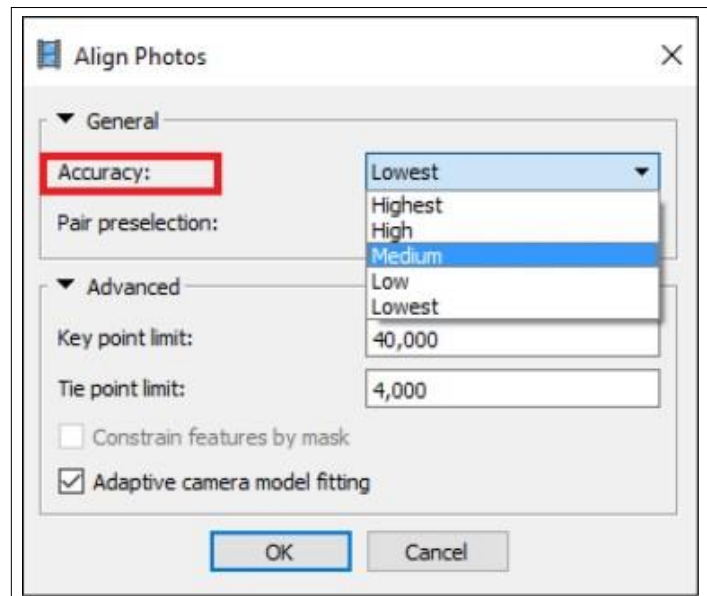 Align Photos
General
Accuracy: Lowest
Highest
Pair preselection:
High
Medium
Advanced
Low
Lowest
Key point limit: 40,000
Tie point limit: 4,000
Constrain features by mask
Adaptive camera model fitting
OK Cancel